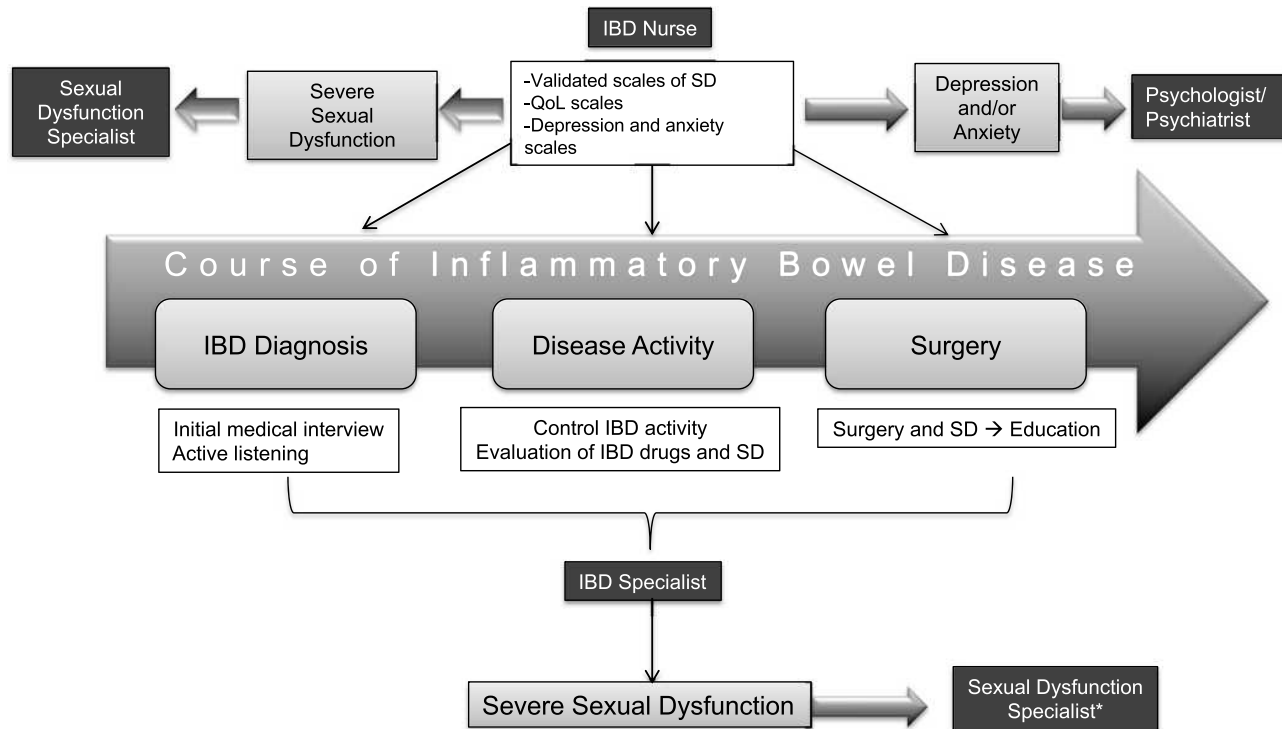 IBD Nurse
Sexual
Dysfunction
Specialist
Severe
Sexual
Dysfunction
-Validated scales of SD
-QoL scales
-Depression and anxiety
scales
Depression
and/or
Anxiety
Psychologist/
Psychiatrist
Course of Inflammatory Bowel Disease
IBD Diagnosis
Disease Activity
Surgery
Initial medical interview
Active listening
Control IBD activity
Evaluation of IBD drugs and SD
Surgery and SD → Education
IBD Specialist
Severe Sexual Dysfunction
Sexual Dysfunction
Specialist*